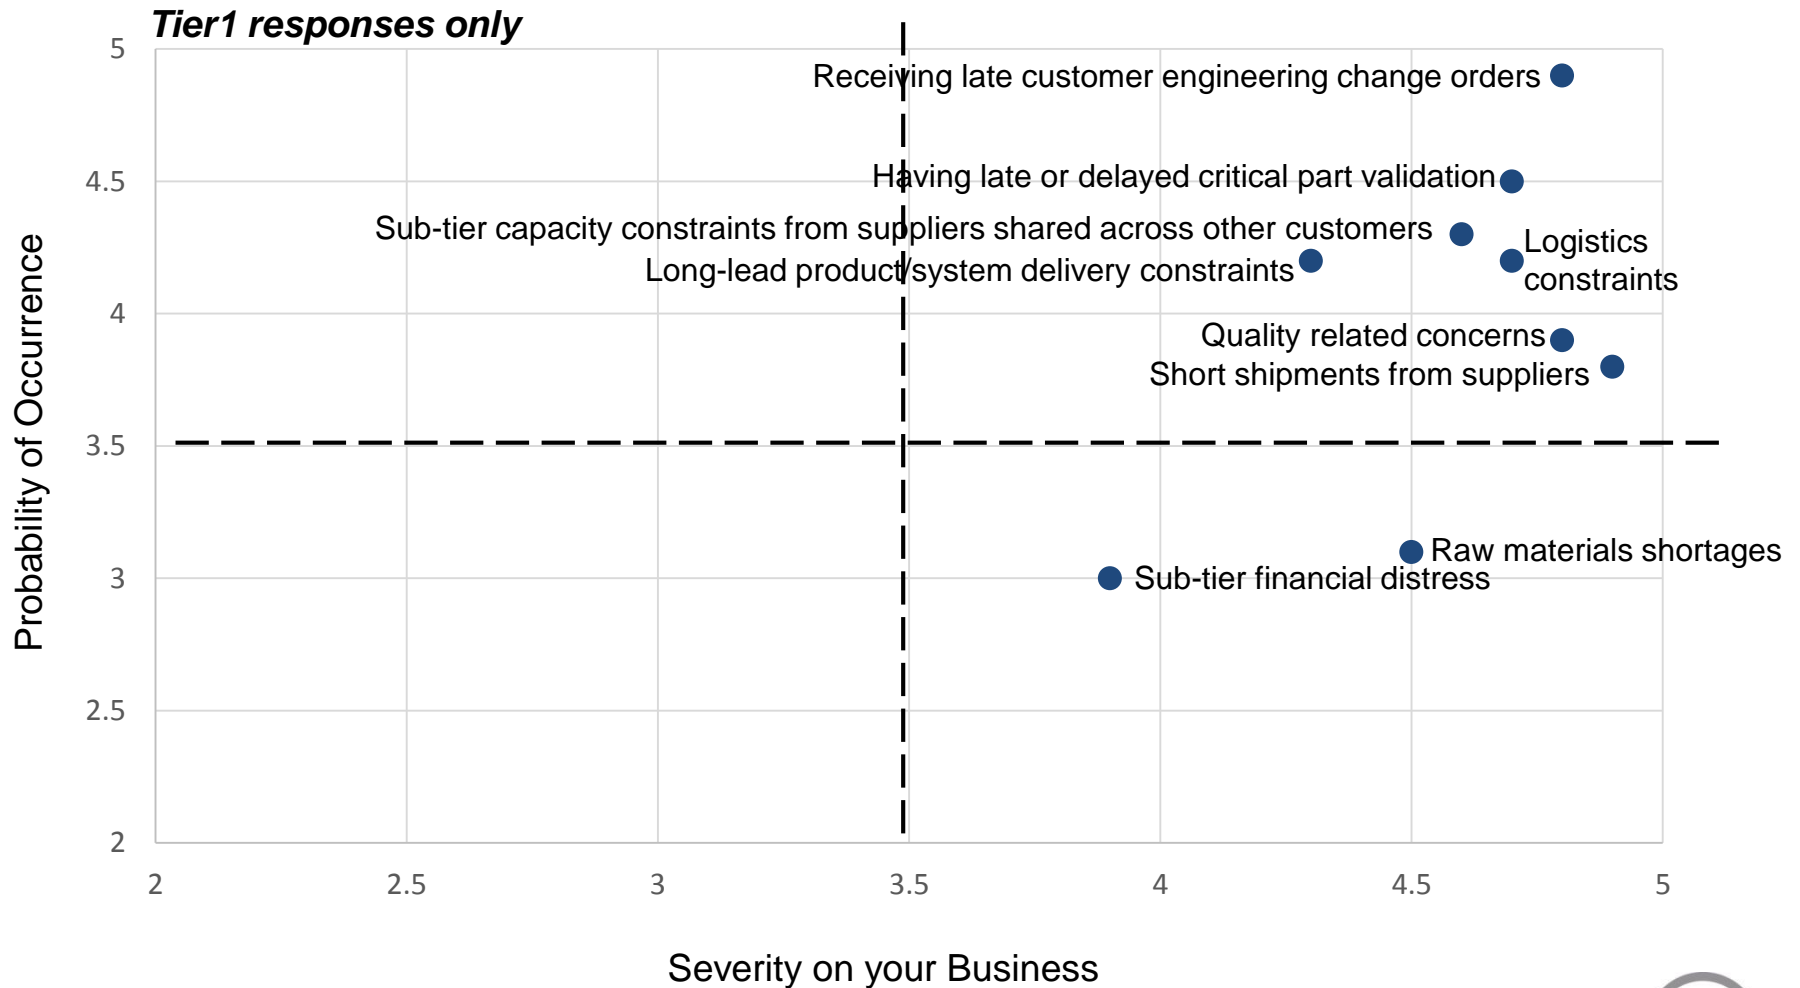 Tier1 responses only
5
Receiving late customer engineering change orders
4.5
Having late or delayed critical part validation
Sub-tier capacity constraints from suppliers shared across other customers
Logistics
constraints
Long-lead product/system delivery constraints
4
Quality related concerns
Short shipments from suppliers
3.5
Raw materials shortages
3
Sub-tier financial distress
2.5
2
Probability of Occurrence
2 2.5 3 3.5 4 4.5 5
Severity on your Business